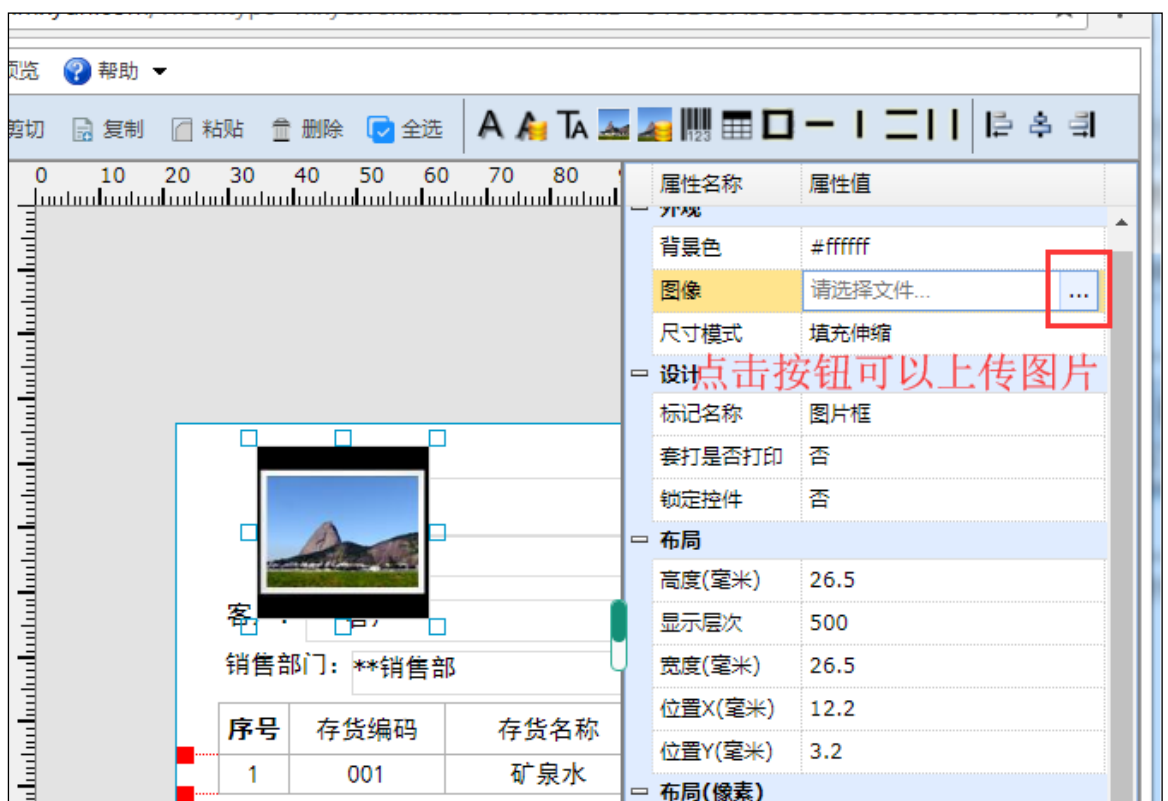 预览 帮助
剪切 复制 粘贴 删除 全选
0 10 20 30 40 50 60 70 80
属性名称 属性值
外观
背景色 #ffffff
图像 请选择文件... ...
尺寸模式 填充伸缩
设计
点击按钮可以上传图片
标记名称 图片框
套打是否打印 否
锁定控件 否
布局
高度(毫米) 26.5
显示层次 500
宽度(毫米) 26.5
位置X(毫米) 12.2
位置Y(毫米) 3.2
布局(像素)
客
销售部门: **销售部
序号 存货编码 存货名称
1 001 矿泉水